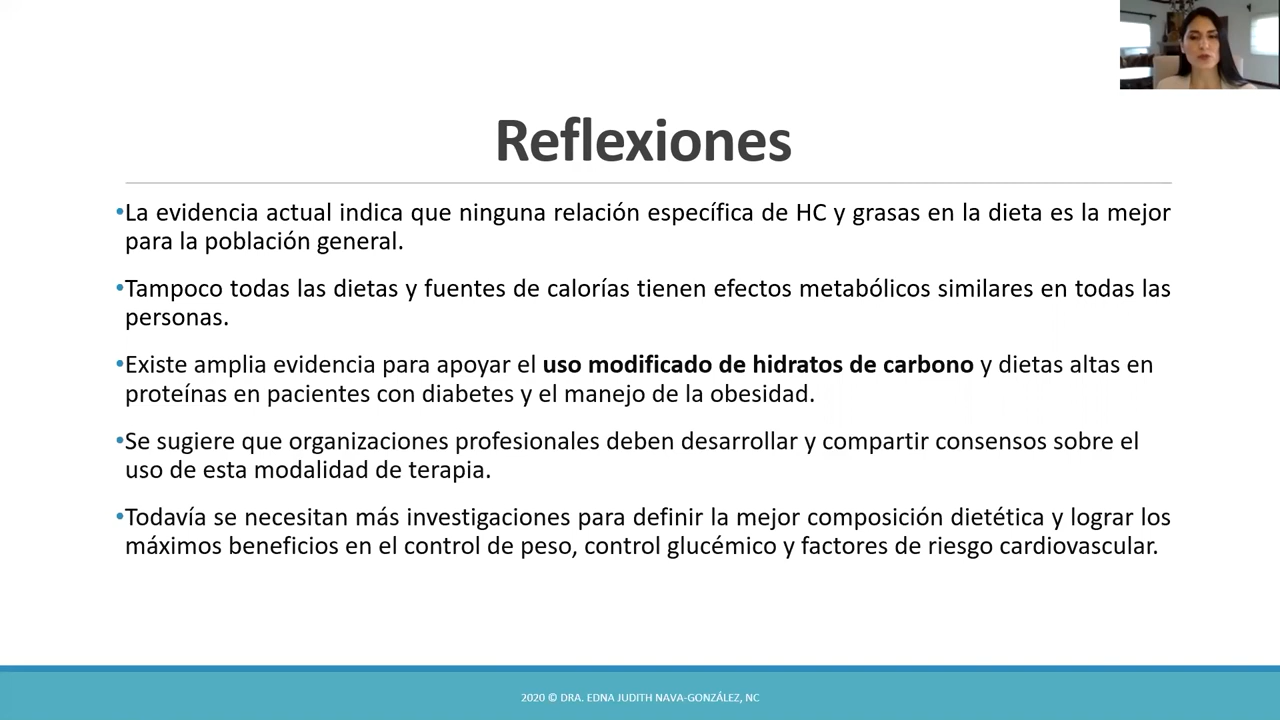 Reflexiones
•La evidencia actual indica que ninguna relación específica de HC y grasas en la dieta es la mejor
para la población general.
•Tampoco todas las dietas y fuentes de calorías tienen efectos metabólicos similares en todas las
personas.
•Existe amplia evidencia para apoyar el uso modificado de hidratos de carbono y dietas altas en
proteínas en pacientes con diabetes y el manejo de la obesidad.
•Se sugiere que organizaciones profesionales deben desarrollar y compartir consensos sobre el
uso de esta modalidad de terapia.
•Todavía se necesitan más investigaciones para definir la mejor composición dietética y lograr los
máximos beneficios en el control de peso, control glucémico y factores de riesgo cardiovascular.
2020 © DRA. EDNA JUDITH NAVA-GONZÁLEZ, NC